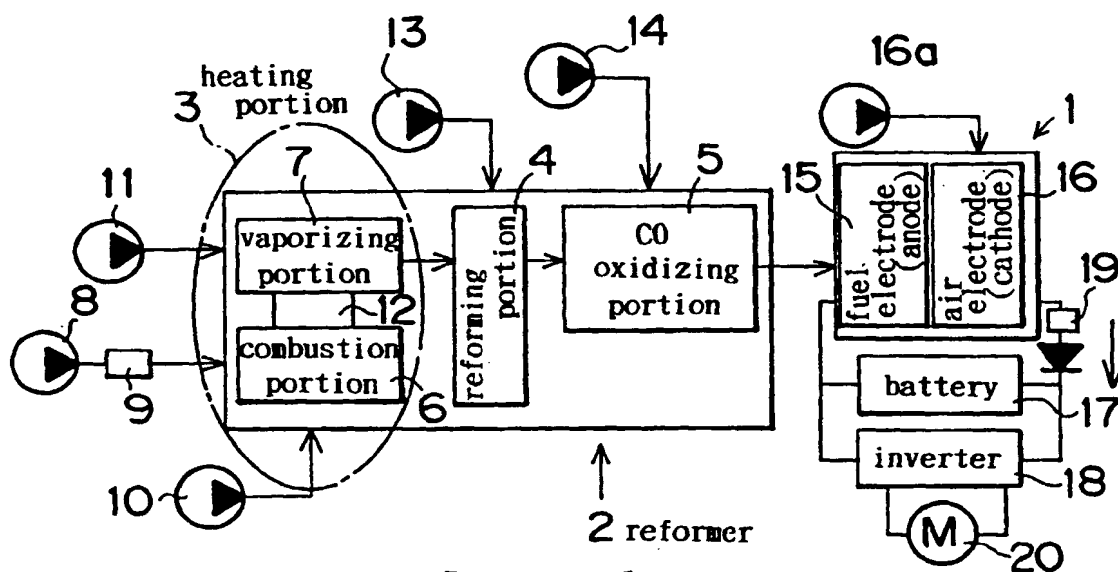 13
14
16a
heating
portion
3
1
7
4
5
15
16
11
vaporizing
portion
reforming
portion
CO
oxidizing
portion
fuel
electrode
(anode)
air
electrode
(cathode)
19
8
12
combustion
portion
9
6
battery
17
inverter
18
10
2 reformer
M
20